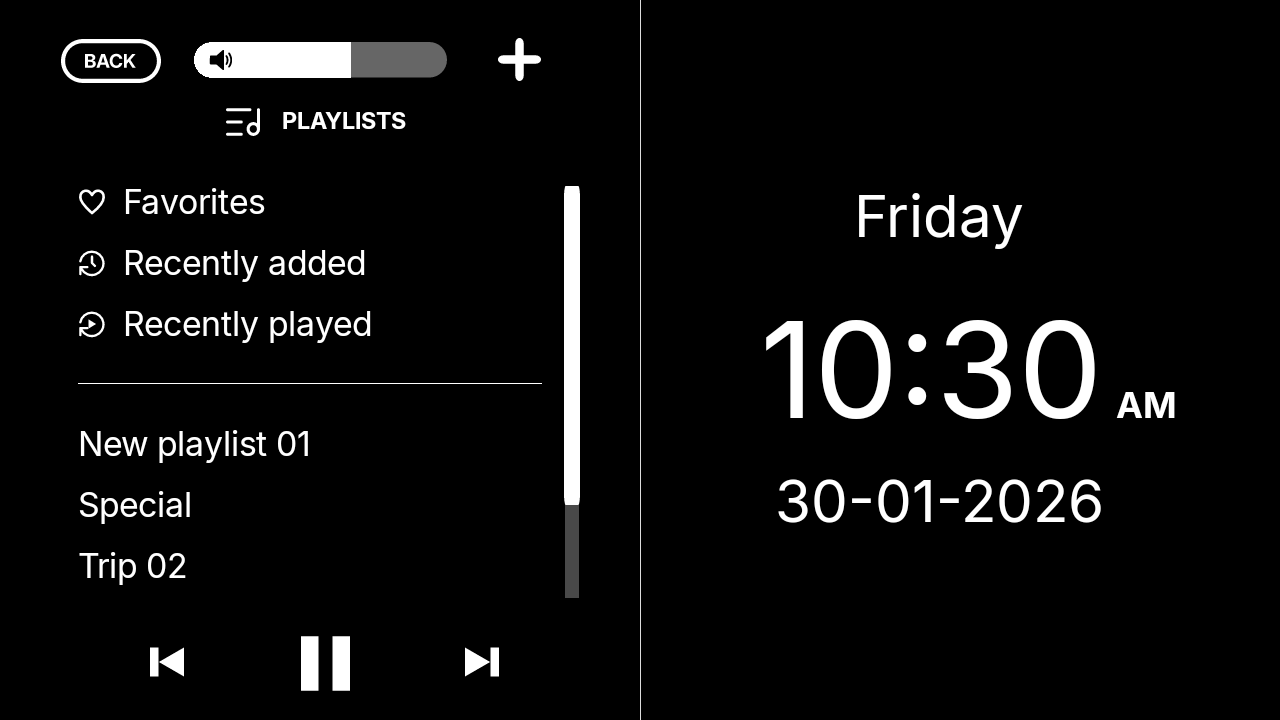 BACK
PLAYLISTS
Favorites
Recently added
Recently played
New playlist 01
Special
Trip 02
Friday
10:30 AM
30-01-2026